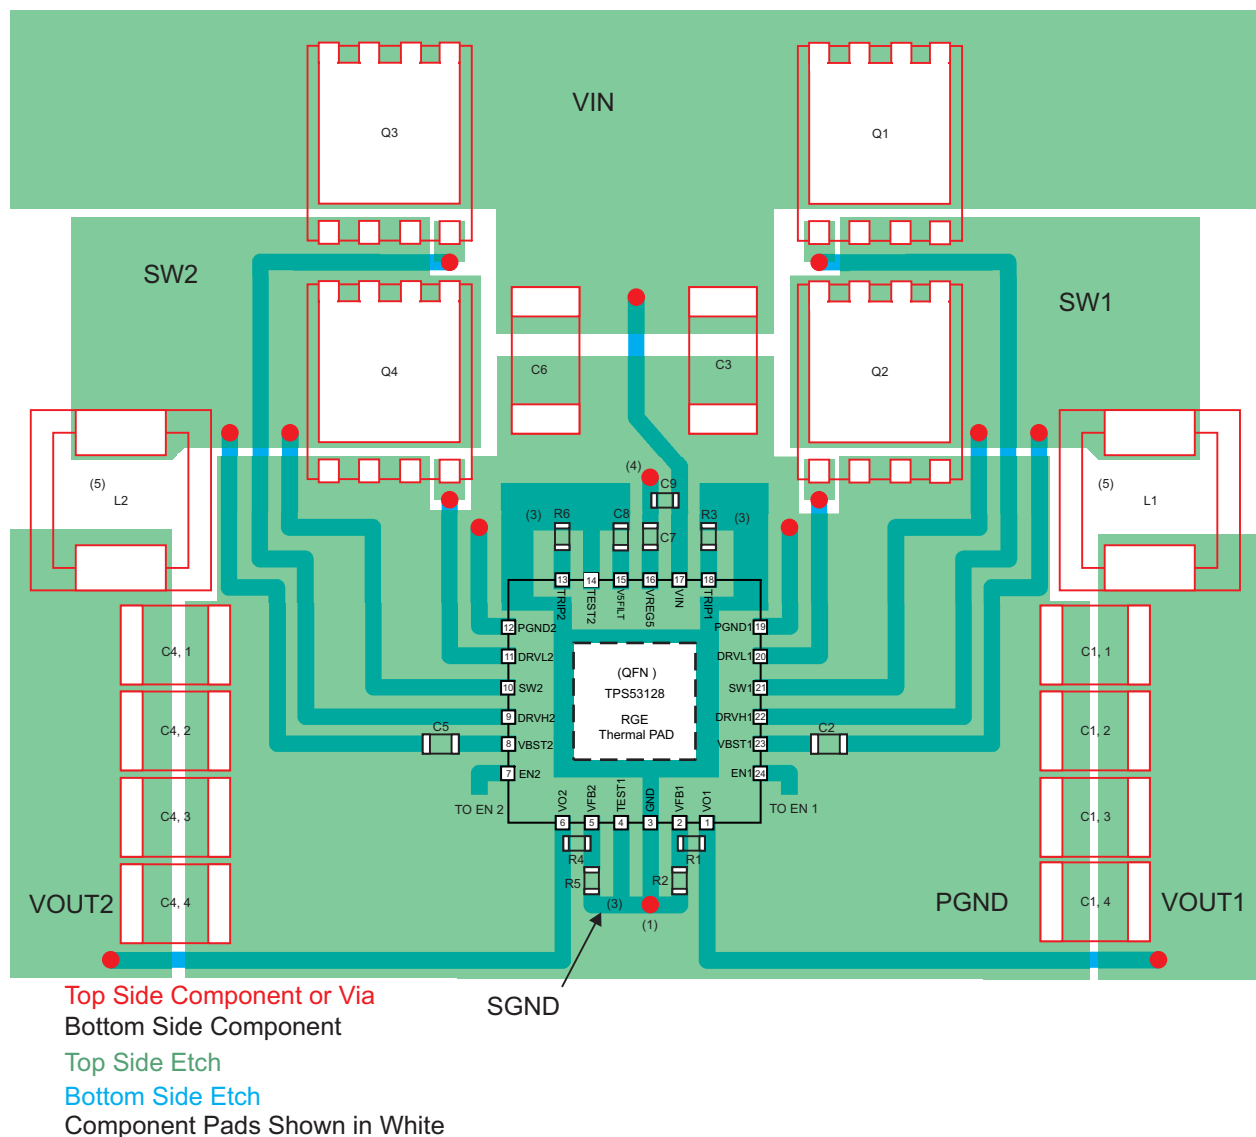 VIN
Q3
Q1
SW2
SW1
Q4
C6
C3
Q2
(5)
L2
(4)
C9
(5)
L1
(3)
R6
C8
C7
R3
(3)
13
14
15
16
17
18
TRIP2
TEST2
V5FILT
VREG5
VIN
TRIP1
12
PGND2
PGND1
19
11
DRVL2
DRVL1
20
10
SW2
SW1
21
9
DRVH2
DRVH1
22
8
VBST2
VBST1
23
7
EN2
EN1
24
(QFN )
TPS53128
RGE
Thermal PAD
C5
C2
TO EN 2
TO EN 1
VO2
VFB2
TEST1
GND
VFB1
VO1
6
5
4
3
2
1
R4
R1
R5
R2
(3)
(1)
C4, 1
C4, 2
C4, 3
C4, 4
C1, 1
C1, 2
C1, 3
C1, 4
VOUT2
PGND
VOUT1
SGND
Top Side Component or Via
Bottom Side Component
Top Side Etch
Bottom Side Etch
Component Pads Shown in White